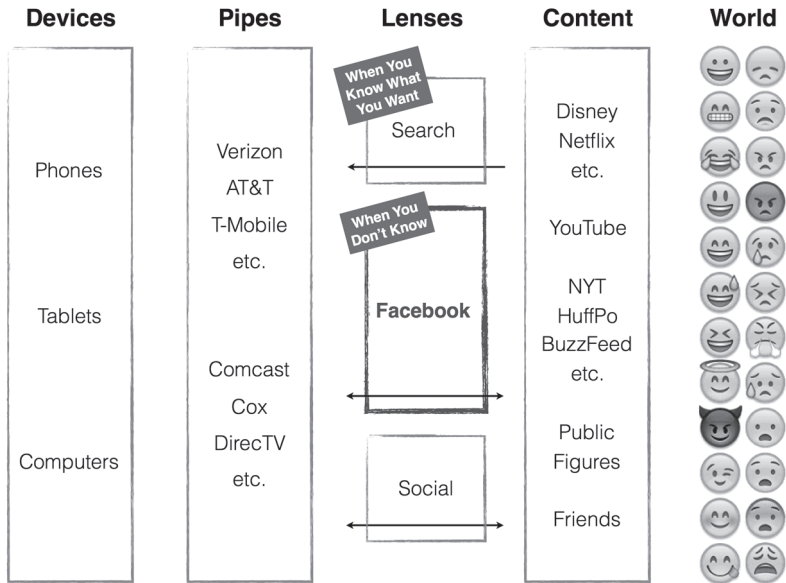 Devices
Pipes
Lenses
Content
World
Phones
Tablets
Computers
Verizon
AT&T
T-Mobile
etc.
Comcast
Cox
DirecTV
etc.
When You
Know What
You Want
Search
When You
Don't Know
Facebook
Social
Disney
Netflix
etc.
YouTube
NYT
HuffPo
BuzzFeed
etc.
Public
Figures
Friends